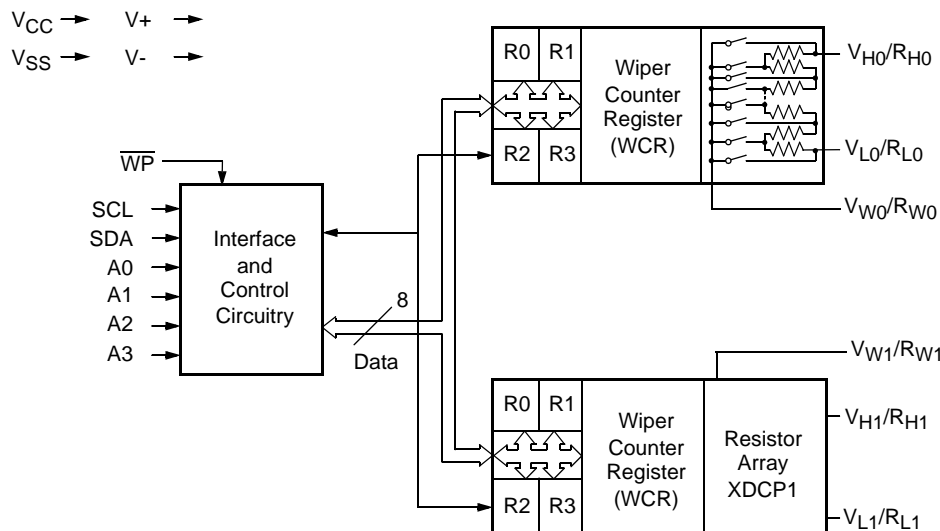 VCC V+
VSS V-
R0 R1
R2 R3
Wiper
Counter
Register
(WCR)
VH0/RH0
VL0/RL0
VW0/RW0
WP
SCL
SDA
A0
A1
A2
A3
Interface
and
Control
Circuitry
8
Data
VW1/RW1
R0 R1
R2 R3
Wiper
Counter
Register
(WCR)
Resistor
Array
XDCP1
VH1/RH1
VL1/RL1